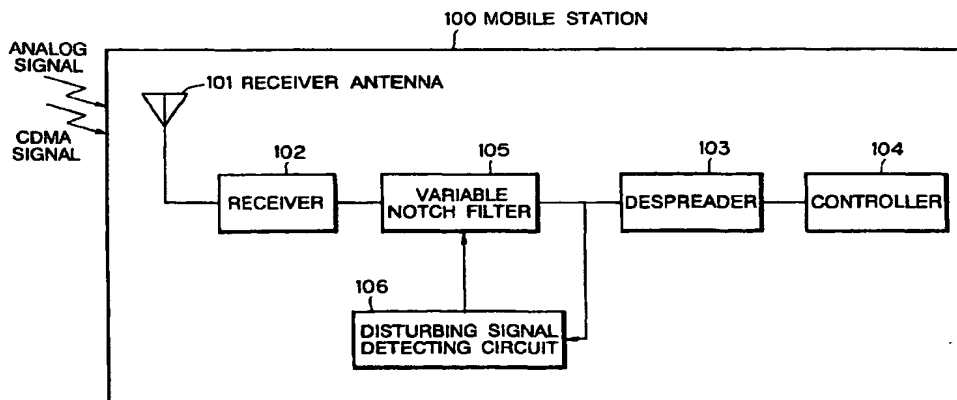 100 MOBILE STATION
ANALOG
SIGNAL
101 RECEIVER ANTENNA
CDMA
SIGNAL
102
RECEIVER
105
VARIABLE
NOTCH FILTER
103
DESPREADER
104
CONTROLLER
106
DISTURBING SIGNAL
DETECTING CIRCUIT